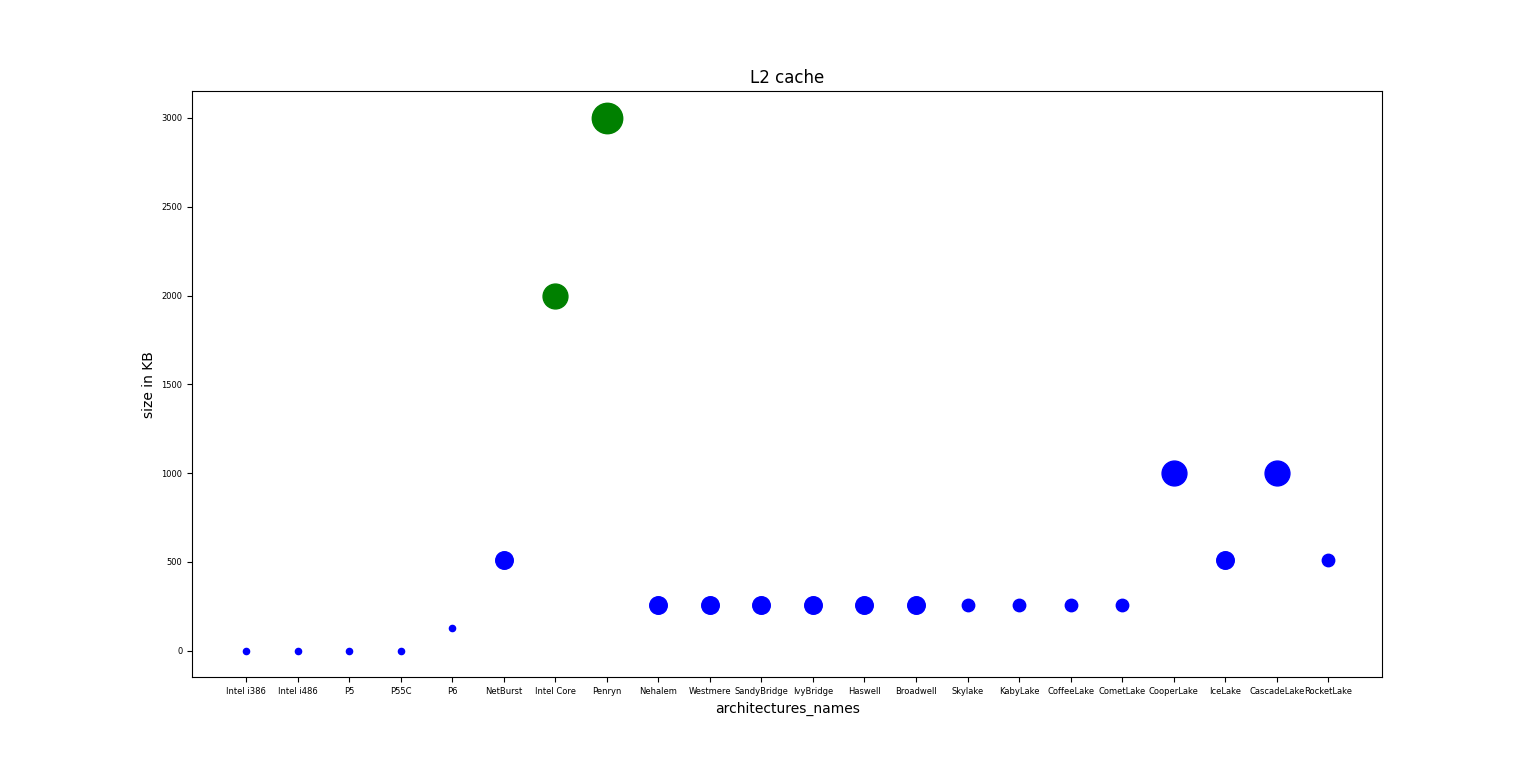 L2 cache
3000
2500
2000
1500
1000
500
0
size in KB
Intel i386 Intel i486 P5 P55C P6 NetBurst Intel Core Penryn Nehalem Westmere SandyBridge IvyBridge Haswell Broadwell Skylake KabyLake CoffeeLake CometLake CooperLake IceLake CascadeLake RocketLake
architectures_names